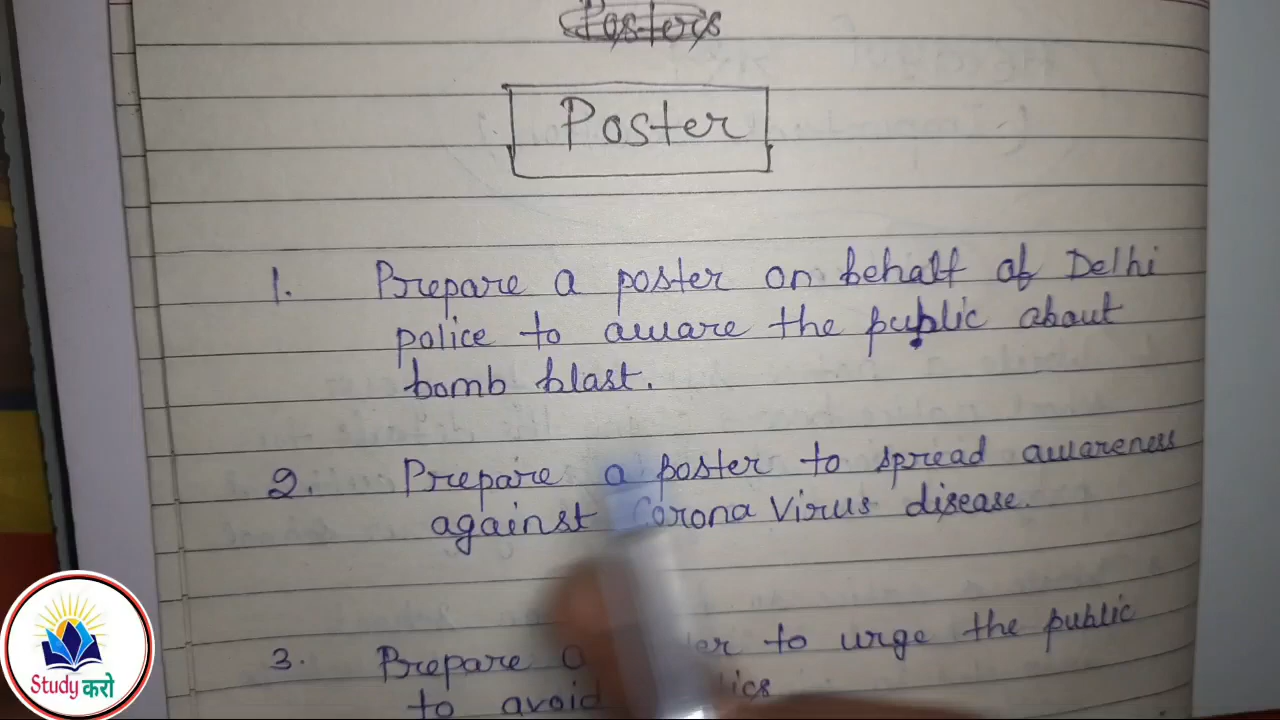 Posters
Poster
1. Prepare a poster on behalf of Delhi
police to aware the public about
bomb blast.
2. Prepare a poster to spread awareness
against Corona Virus disease.
3. Prepare a to urge the public
to avoid
Study करो